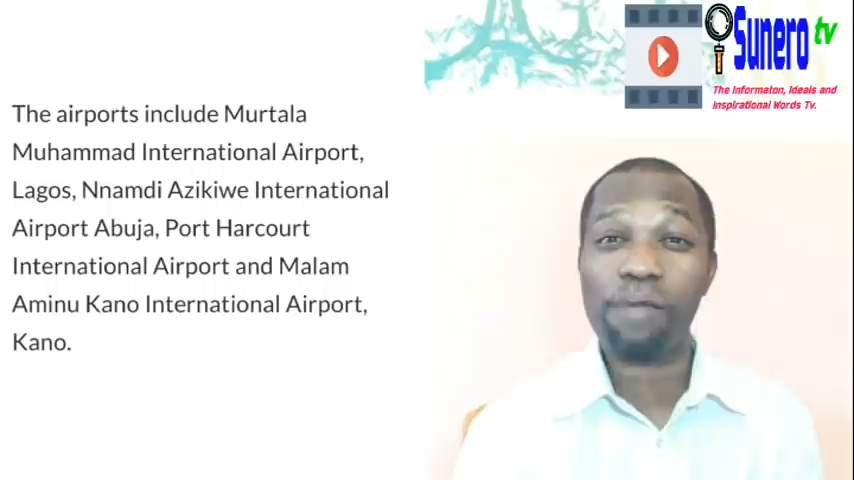 The airports include Murtala
Muhammad International Airport,
Lagos, Nnamdi Azikiwe International
Airport Abuja, Port Harcourt
International Airport and Malam
Aminu Kano International Airport,
Kano.
Sunero tv
The Informaton, Ideals and
Inspirational Words Tv.